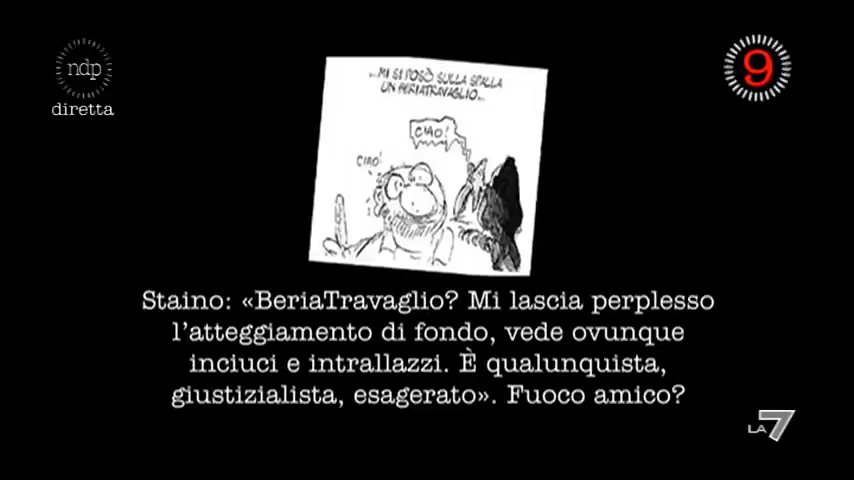 ndp
diretta
9
...MI SI POSÒ SULLA SPALLA
UN BERIATRAVAGLIO...
CIAO!
CIAO!
Staino: «BeriaTravaglio? Mi lascia perplesso
l’atteggiamento di fondo, vede ovunque
inciuci e intrallazzi. È qualunquista,
giustizialista, esagerato». Fuoco amico?
LA7